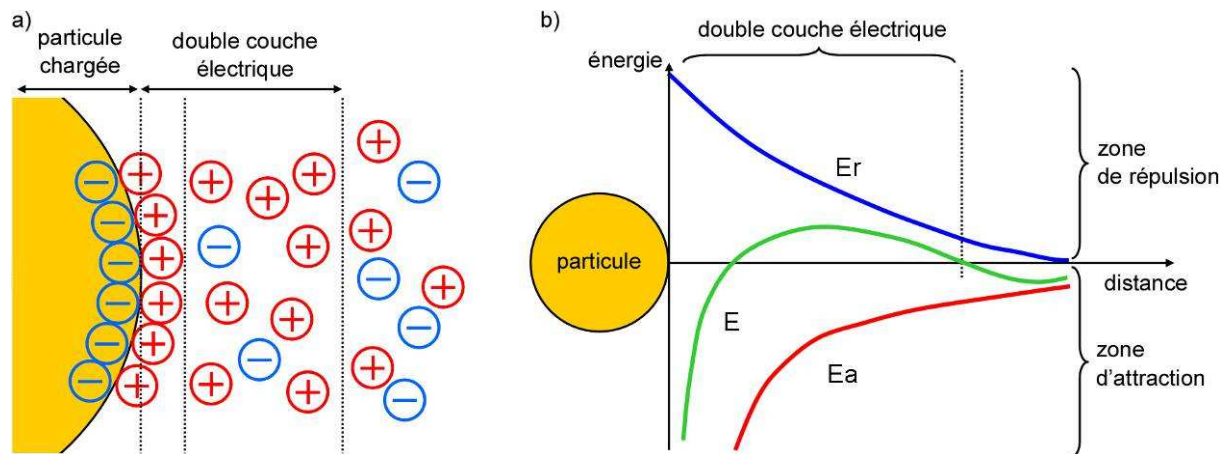 a)
particule
chargée
double couche
électrique
b)
double couche électrique
énergie
Er
zone
de répulsion
particule
distance
E
Ea
zone
d'attraction